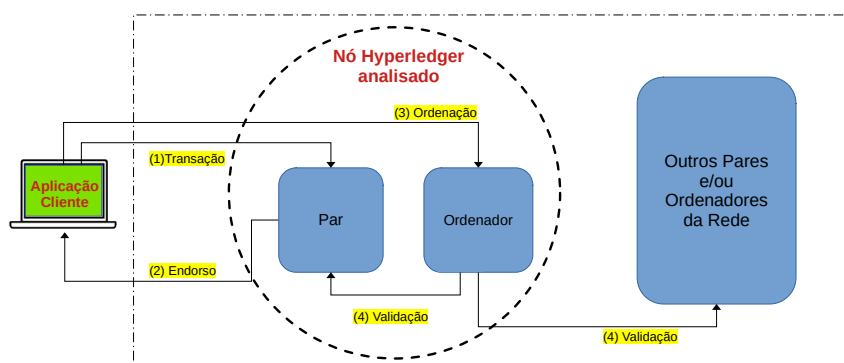 Nó Hyperledger
analisado
(3) Ordenação
(1)Transação
Aplicação
Cliente
Par
Ordenador
Outros Pares
e/ou
Ordenadores
da Rede
(2) Endorso
(4) Validação
(4) Validação